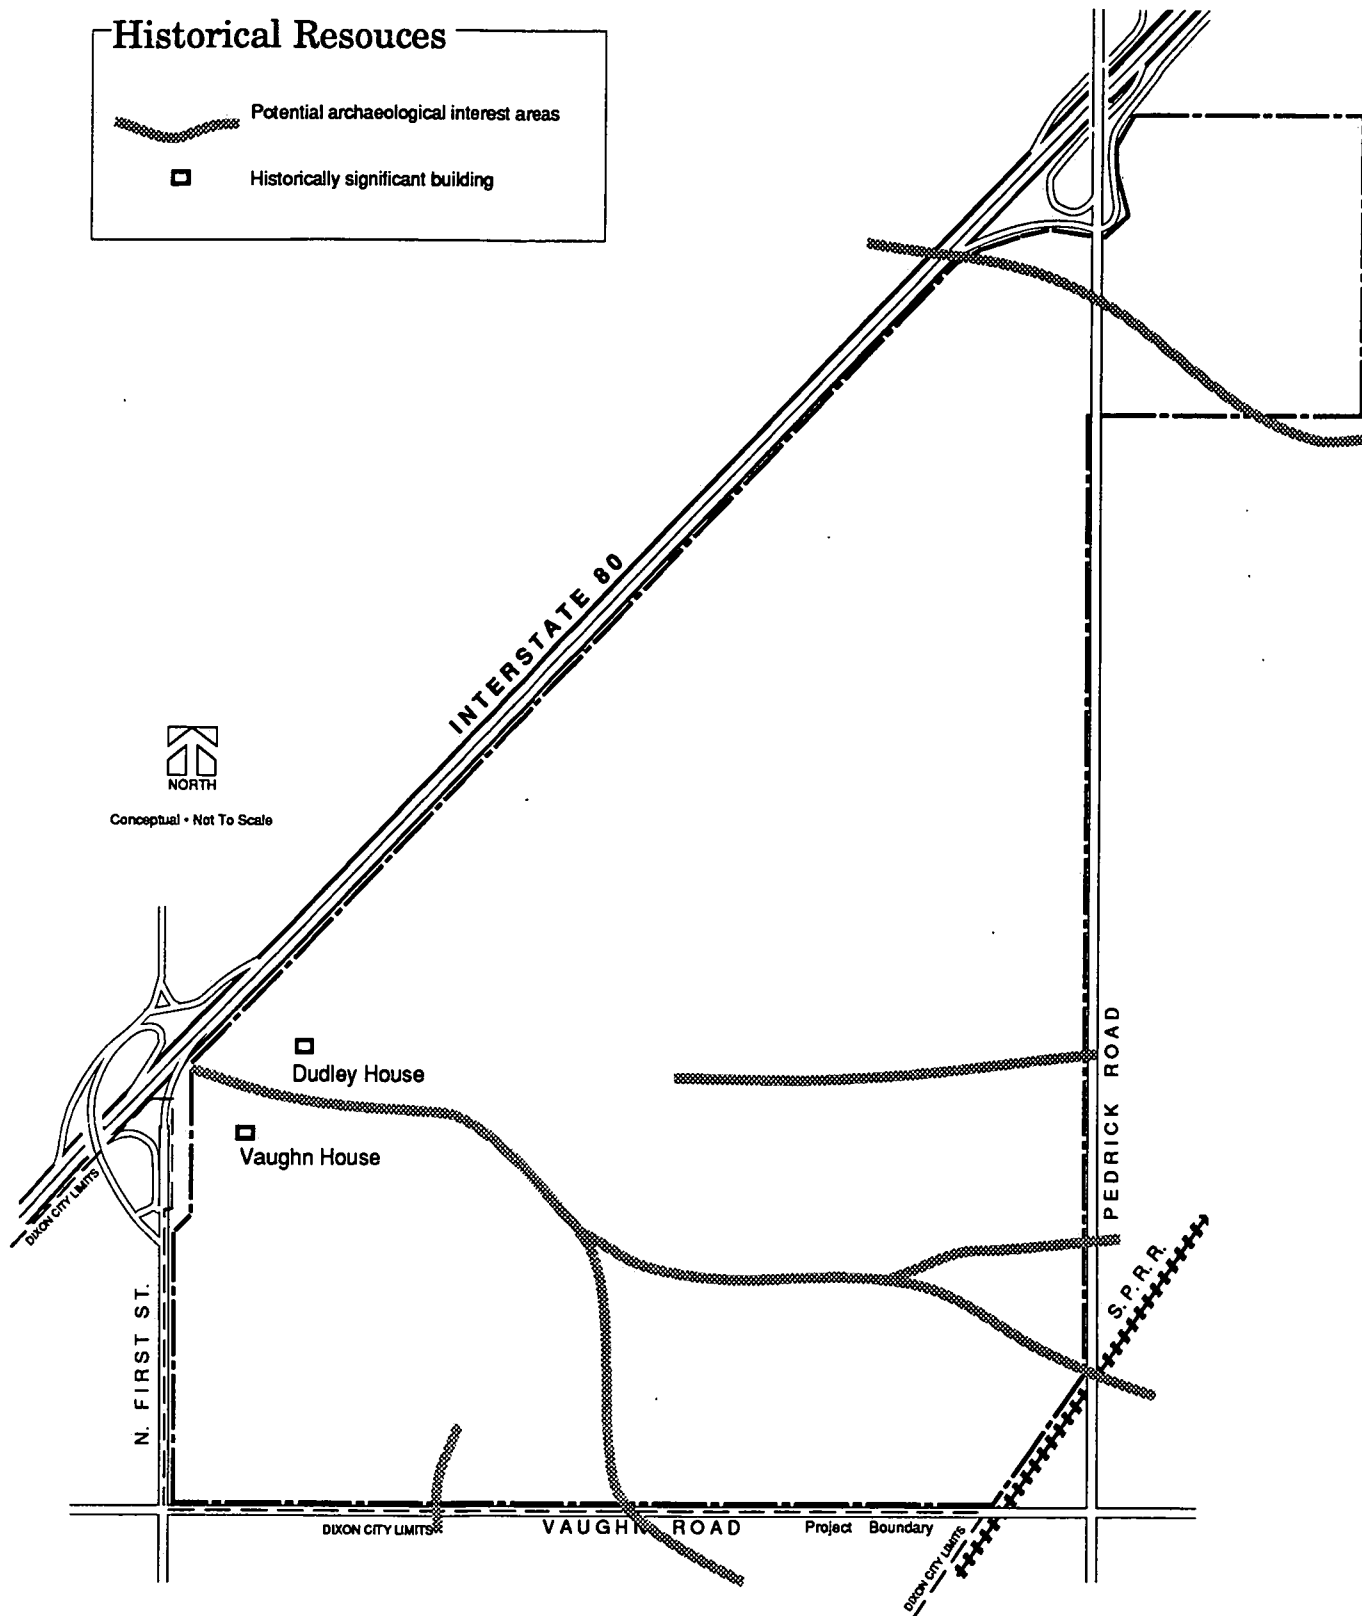 Historical Resouces
Potential archaeological interest areas
Historically significant building
INTERSTATE 80
NORTH
Conceptual • Not To Scale
Dudley House
Vaughn House
DIXON CITY LIMITS
PEDRICK ROAD
S. P. R. R.
N. FIRST ST.
DIXON CITY LIMITS
VAUGHN ROAD
Project Boundary
DIXON CITY LIMITS